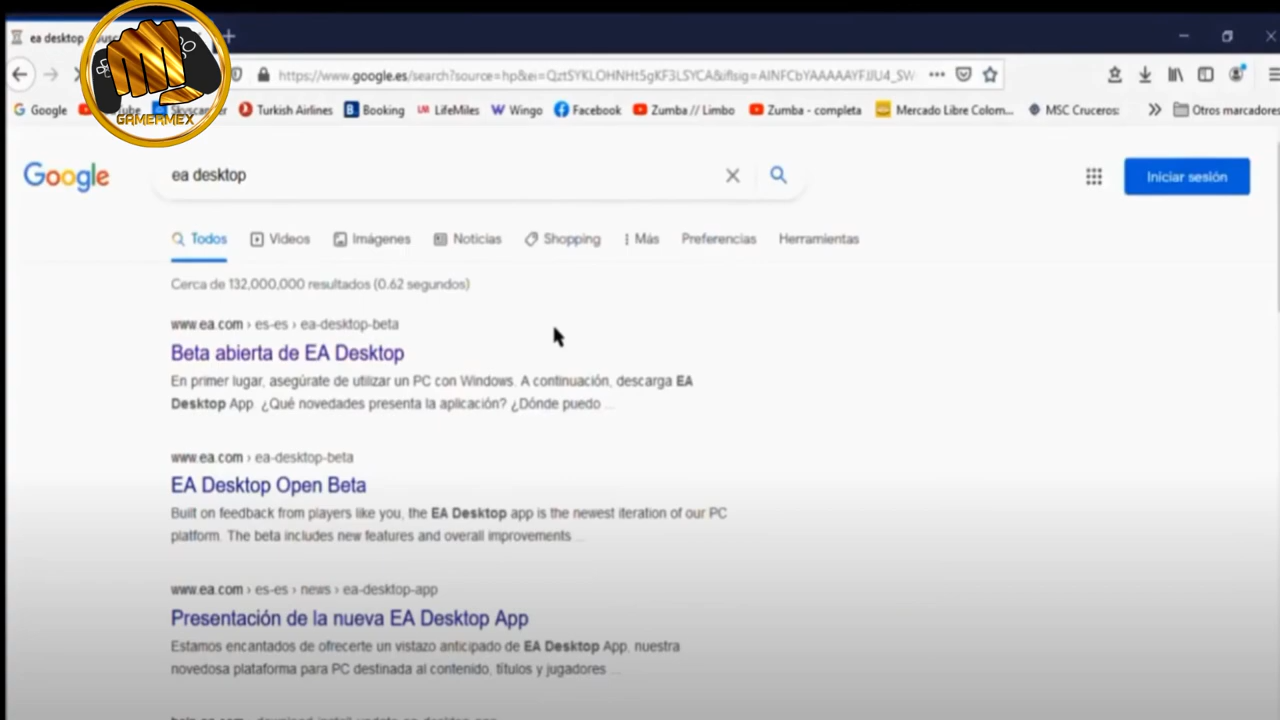 ea desktop
GAMERMEX
https://www.google.es/search?source=hp&ei=
Google
Turkish Airlines
Booking
LifeMiles
Wingo
Facebook
Zumba // Limbo
Zumba - completa
Mercado Libre Colom...
MSC Cruceros:
Otros marcadores
Google
ea desktop
Iniciar sesión
Todos
Videos
Imágenes
Noticias
Shopping
Más
Preferencias
Herramientas
Cerca de 132,000,000 resultados (0.62 segundos)
www.ea.com › es-es › ea-desktop-beta
Beta abierta de EA Desktop
En primer lugar, asegúrate de utilizar un PC con Windows. A continuación, descarga EA
Desktop App ¿Qué novedades presenta la aplicación? ¿Dónde puedo ...
www.ea.com › ea-desktop-beta
EA Desktop Open Beta
Built on feedback from players like you, the EA Desktop app is the newest iteration of our PC
platform. The beta includes new features and overall improvements ...
www.ea.com › es-es › news › ea-desktop-app
Presentación de la nueva EA Desktop App
Estamos encantados de ofrecerte un vistazo anticipado de EA Desktop App, nuestra
novedosa plataforma para PC destinada al contenido, títulos y jugadores ...